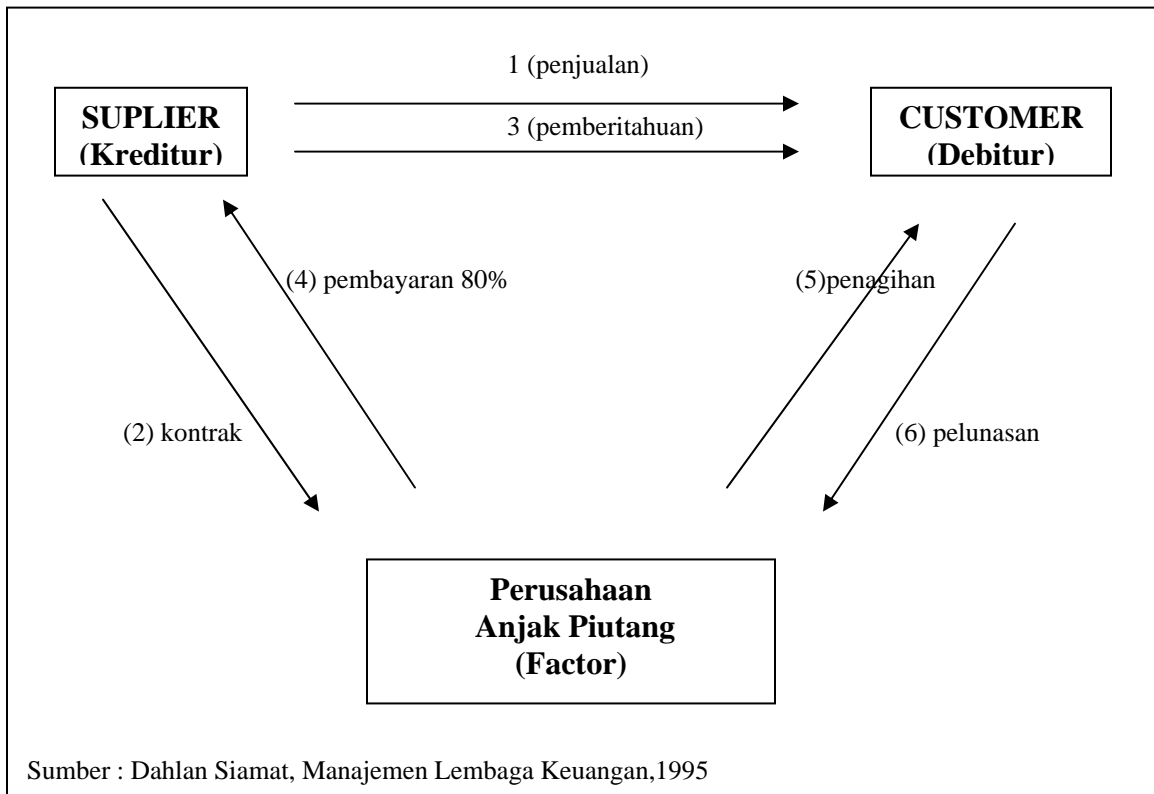 1 (penjualan)
SUPLIER
(Kreditur)
3 (pemberitahuan)
CUSTOMER
(Debitur)
(4) pembayaran 80%
(5)penagihan
(2) kontrak
(6) pelunasan
Perusahaan
Anjak Piutang
(Factor)
Sumber : Dahlan Siamat, Manajemen Lembaga Keuangan,1995